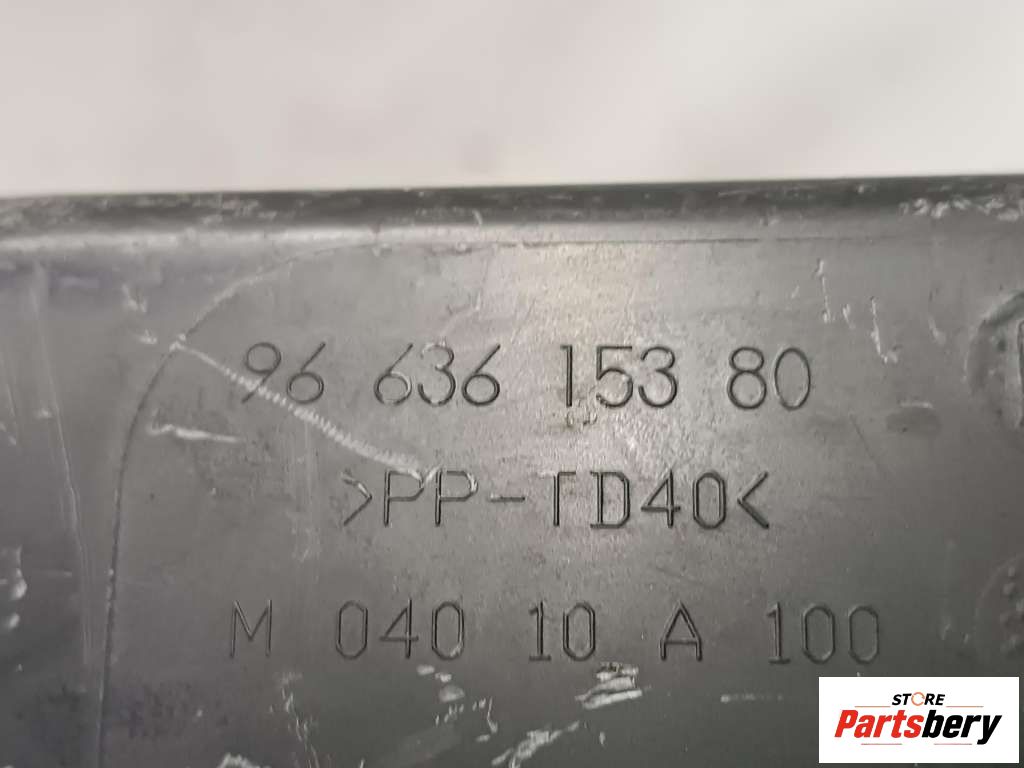 96 636 153 80
>PP-TD40<
M 040 10 A 100
STORE
Partsbery